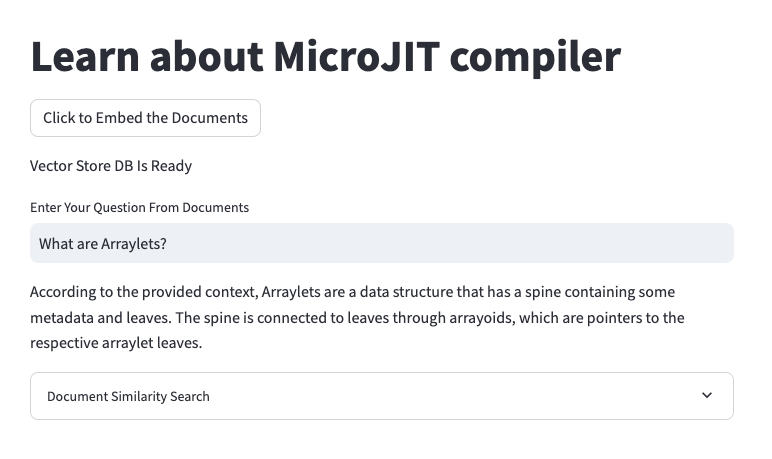 Learn about MicroJIT compiler
Click to Embed the Documents
Vector Store DB Is Ready
Enter Your Question From Documents
What are Arraylets?
According to the provided context, Arraylets are a data structure that has a spine containing some
metadata and leaves. The spine is connected to leaves through arrayoids, which are pointers to the
respective arraylet leaves.
Document Similarity Search